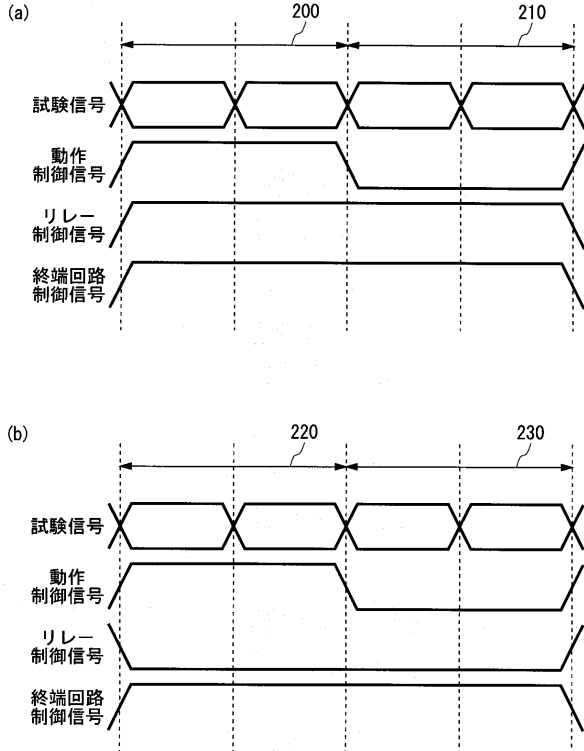 (a)
200
210
試験信号
動作
制御信号
リレー
制御信号
終端回路
制御信号
(b)
220
230
試験信号
動作
制御信号
リレー
制御信号
終端回路
制御信号